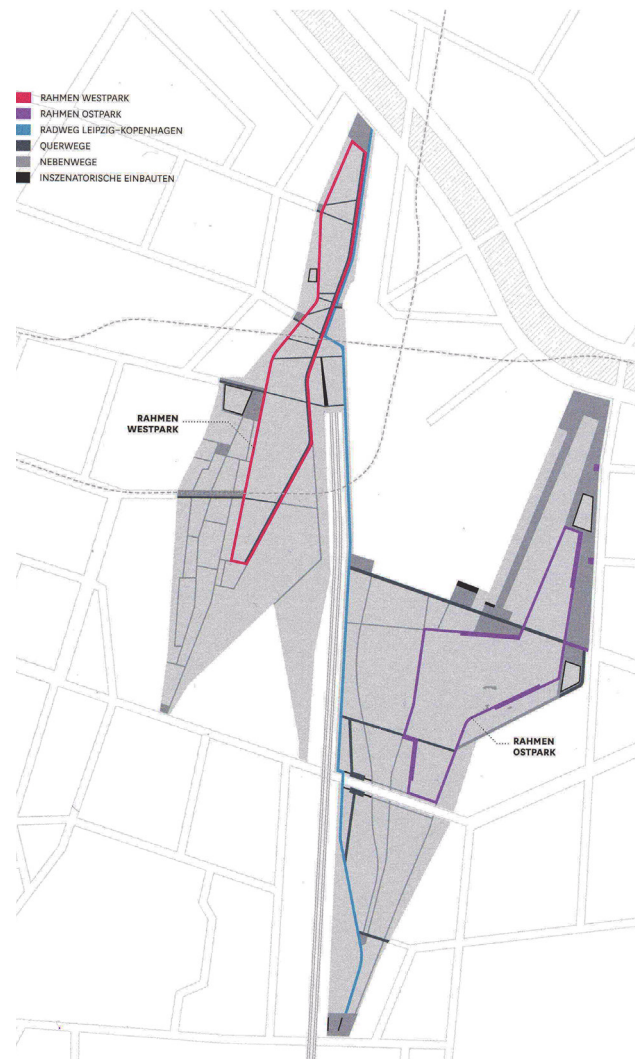 RAHMEN WESTPARK
RAHMEN OSTPARK
RADWEG LEIPZIG–KOPENHAGEN
QUERWEGE
NEBENWEGE
INSZENATORISCHE EINBAUTEN
RAHMEN
WESTPARK
RAHMEN
OSTPARK